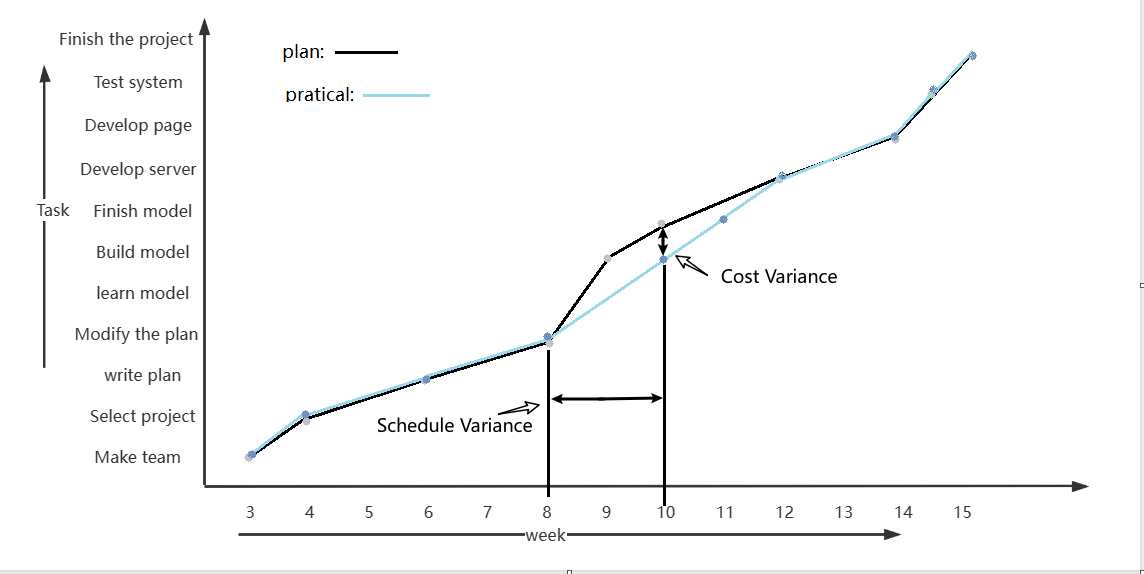 Finish the project
plan:
Test system
pratical:
Develop page
Develop server
Task
Finish model
Build model
Cost Variance
learn model
Modify the plan
write plan
Select project
Schedule Variance
Make team
3 4 5 6 7 8 9 10 11 12 13 14 15
week